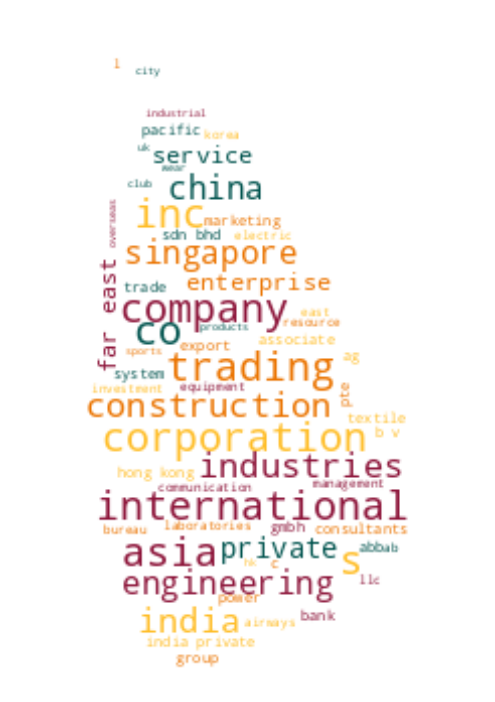 l
city
industrial
pacific korea
uk service
wear
club china
overseas
inc marketing
sdn bhd electric
singapore
far east
trade enterprise
company east
co products resource
sports export associate
system trading ag
investment equipment
construction pte
textile
corporation b v
hong kong industries
communication management
international
bureau laboratories gmbh consultants
asia private abb ab
hk c s
engineering llc
power
india airways bank
india private
group